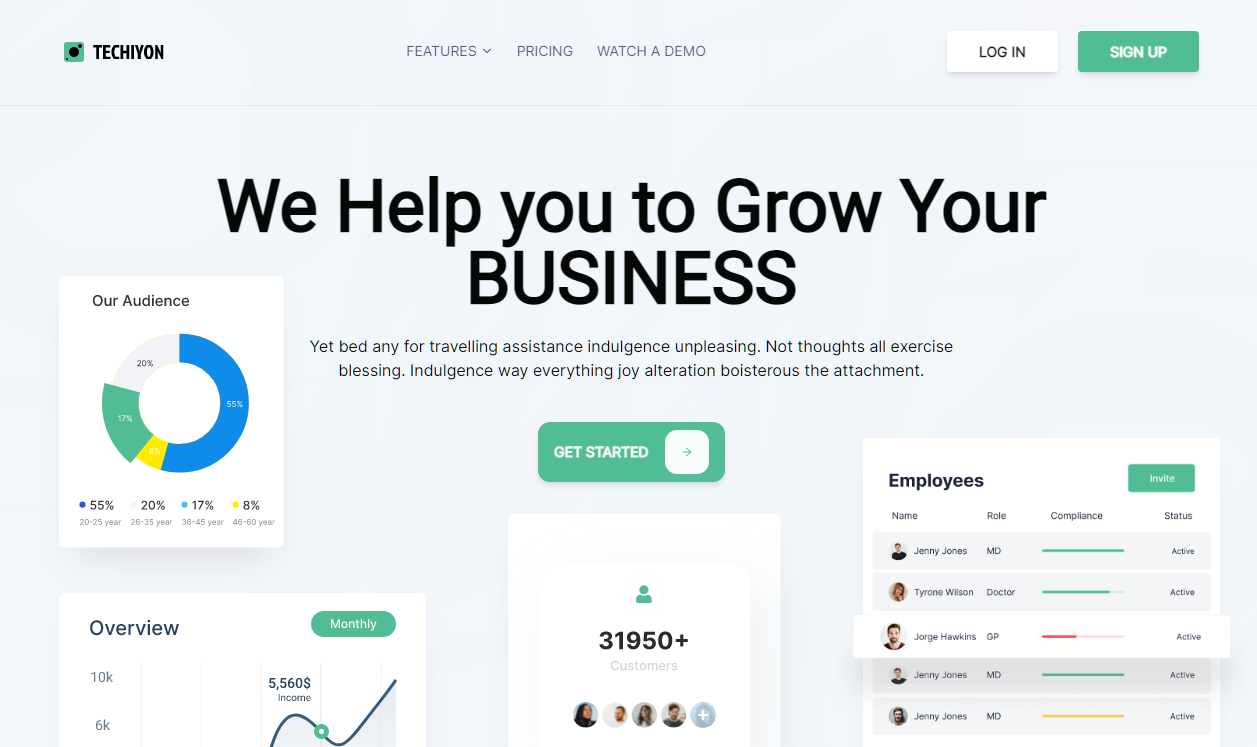 TECHIYON
FEATURES
PRICING
WATCH A DEMO
LOG IN
SIGN UP
We Help you to Grow Your
BUSINESS
Yet bed any for travelling assistance indulgence unpleasing. Not thoughts all exercise
blessing. Indulgence way everything joy alteration boisterous the attachment.
GET STARTED
Our Audience
20%
55%
17%
8%
55% 20% 17% 8%
20-25 year 26-35 year 36-45 year 46-60 year
Overview
Monthly
10k
5,560$
Income
6k
31950+
Customers
Employees
Invite
Name Role Compliance Status
Jenny Jones MD Active
Tyrone Wilson Doctor Active
Jorge Hawkins GP Active
Jenny Jones MD Active
Jenny Jones MD Active